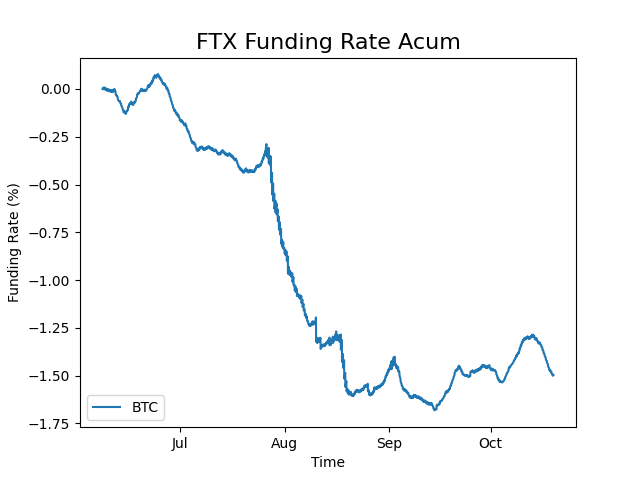 FTX Funding Rate Acum
Funding Rate (%)
0.00
−0.25
−0.50
−0.75
−1.00
−1.25
−1.50
−1.75
BTC
Jul Aug Sep Oct
Time